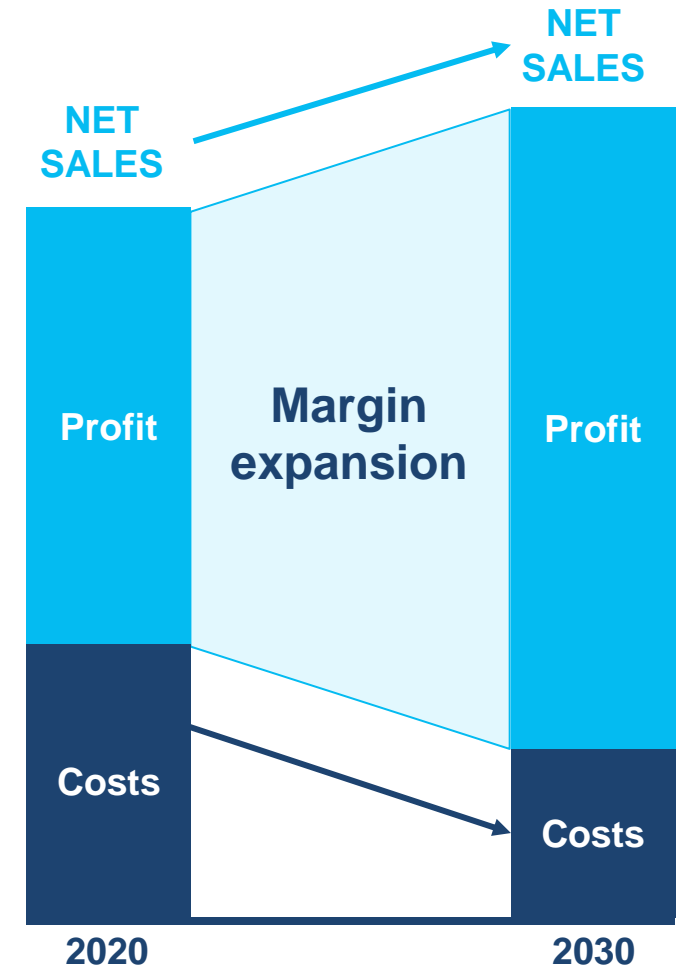 NET
SALES
NET
SALES
Profit
Margin
expansion
Profit
Costs
Costs
2020
2030